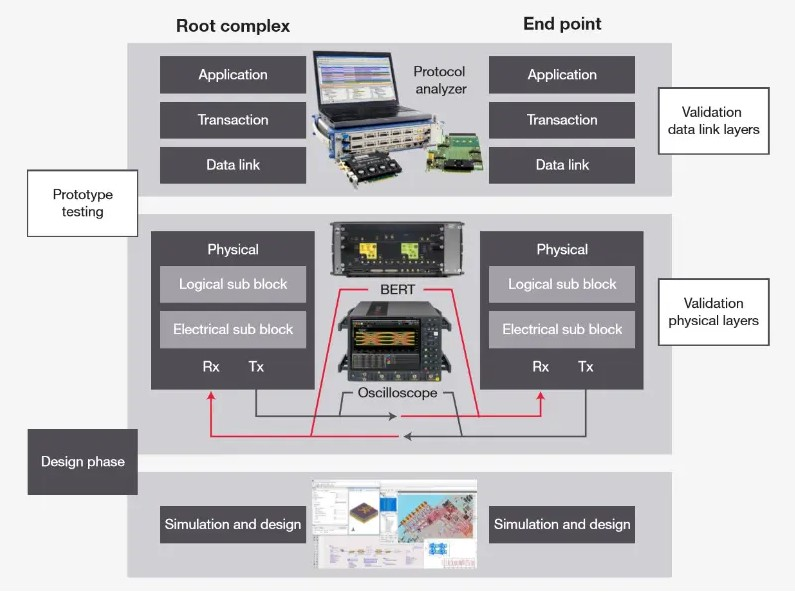 Root complex
End point
Application
Protocol
analyzer
Application
Transaction
Transaction
Validation
data link layers
Data link
Data link
Prototype
testing
Physical
Physical
Logical sub block
BERT
Logical sub block
Validation
physical layers
Electrical sub block
Electrical sub block
Rx Tx
Rx Tx
Oscilloscope
Design phase
Simulation and design
Simulation and design